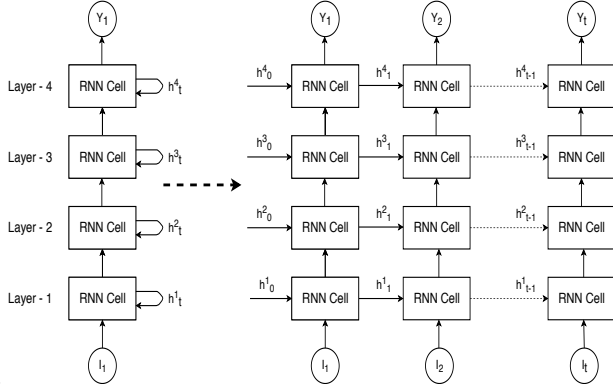 Y₁ Y₁ Y₂ Yₜ
Layer - 4 RNN Cell h⁴ₜ h⁴₀ RNN Cell h⁴₁ RNN Cell h⁴ₜ₋₁ RNN Cell
Layer - 3 RNN Cell h³ₜ h³₀ RNN Cell h³₁ RNN Cell h³ₜ₋₁ RNN Cell
Layer - 2 RNN Cell h²ₜ h²₀ RNN Cell h²₁ RNN Cell h²ₜ₋₁ RNN Cell
Layer - 1 RNN Cell h¹ₜ h¹₀ RNN Cell h¹₁ RNN Cell h¹ₜ₋₁ RNN Cell
I₁ I₁ I₂ Iₜ